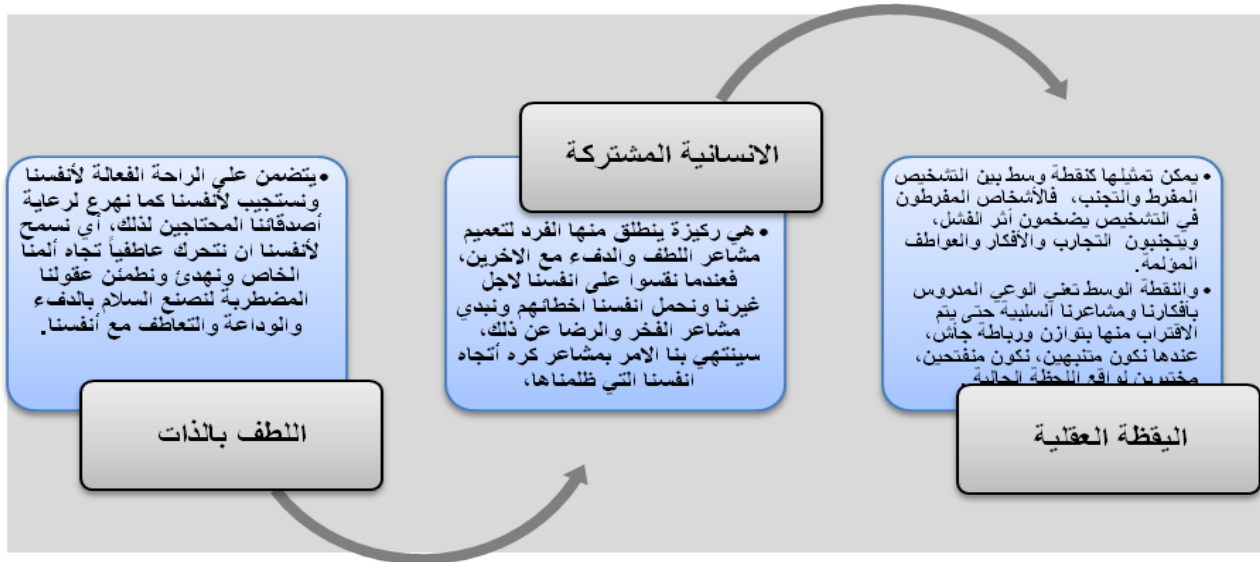 يتضمن على الراحة الفعالة لأنفسنا
ونستجيب لأنفسنا كما نهرع لرعاية
أصدقائنا المحتاجين لذلك، أي نسمح
لأنفسنا ان نتحرك عاطفياً تجاه ألمنا
الخاص ونهدئ ونطمئن عقولنا
المضطربة لنصنع السلام بالدفء
والوداعة والتعاطف مع أنفسنا.
اللطف بالذات
الانسانية المشتركة
هي ركيزة ينطلق منها الفرد لتعميم
مشاعر اللطف والدفء مع الاخرين،
فعندما نقسوا على انفسنا لاجل
غيرنا ونحمل انفسنا اخطائهم ونبدي
مشاعر الفخر والرضا عن ذلك،
سينتهي بنا الامر بمشاعر كره أتجاه
انفسنا التي ظلمناها،
يمكن تمثيلها كنقطة وسط بين التشخيص
المفرط والتجنب، فالأشخاص المفرطون
في التشخيص يضخمون أثر الفشل،
ويتجنبون التجارب والأفكار والعواطف
المؤلمة.
والنقطة الوسط تعني الوعي المدروس
بأفكارنا ومشاعرنا السلبية حتى يتم
الاقتراب منها بتوازن ورباطة جأش،
عندها نكون متنبهين، نكون منفتحين،
مختبرين لواقع اللحظة الحالية .
اليقظة العقلية